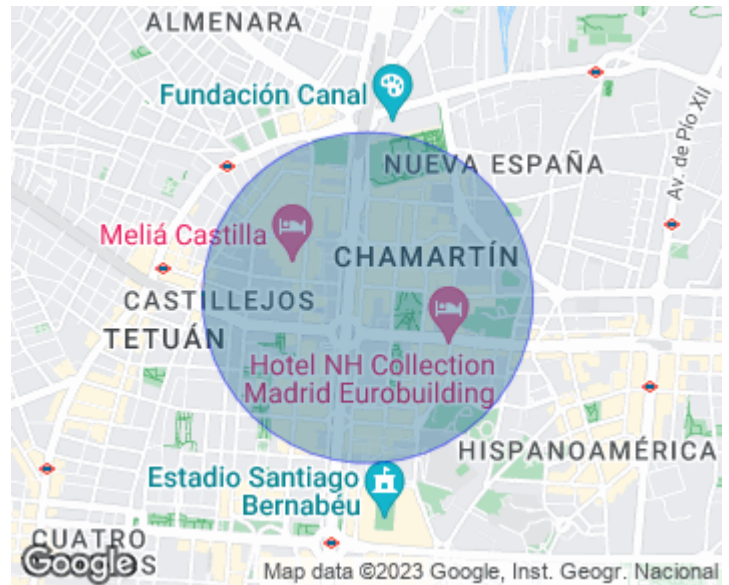 ALMENARA
Fundación Canal
NUEVA ESPAÑA
Av. de Pío XII
Meliá Castilla
CHAMARTÍN
CASTILLEJOS
TETUÁN
Hotel NH Collection
Madrid Eurobuilding
HISPANOAMÉRICA
Estadio Santiago
Bernabéu
CUATRO
Google
Map data ©2023 Google, Inst. Geogr. Nacional